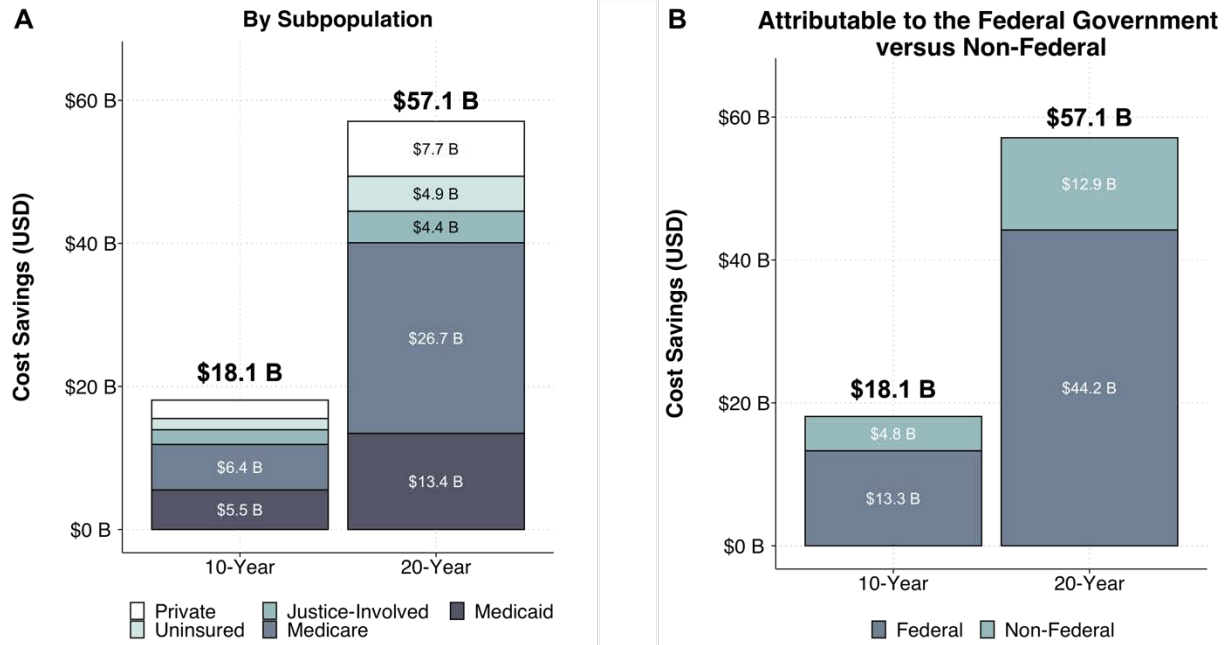 A
By Subpopulation
Cost Savings (USD)
$60 B
$40 B
$20 B
$0 B
$18.1 B
$6.4 B
$5.5 B
$57.1 B
$7.7 B
$4.9 B
$4.4 B
$26.7 B
$13.4 B
10-Year
20-Year
Private
Justice-Involved
Medicaid
Uninsured
Medicare
B
Attributable to the Federal Government
versus Non-Federal
Cost Savings (USD)
$60 B
$40 B
$20 B
$0 B
$18.1 B
$4.8 B
$13.3 B
$57.1 B
$12.9 B
$44.2 B
10-Year
20-Year
Federal
Non-Federal